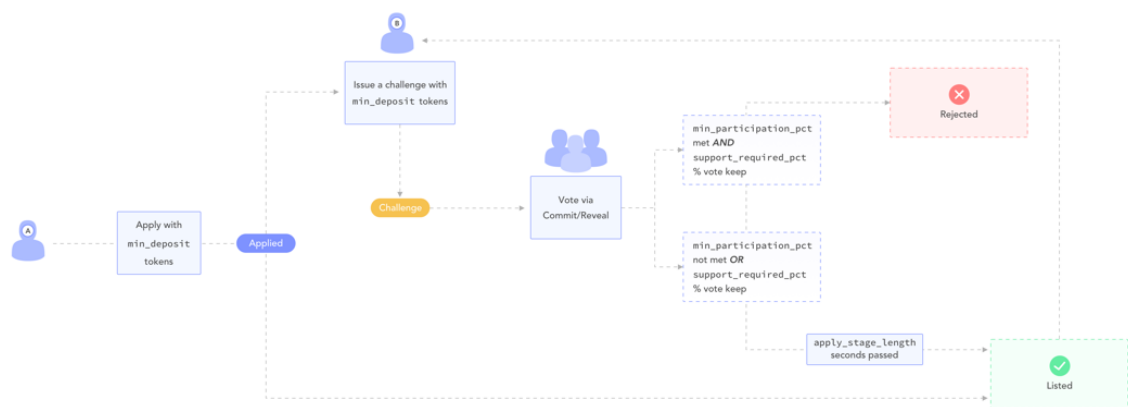 B
Issue a challenge with
min_deposit tokens
Rejected
min_participation_pct
met AND
support_required_pct
% vote keep
Vote via
Commit/Reveal
Challenge
A
Apply with
min_deposit
tokens
Applied
min_participation_pct
not met OR
support_required_pct
% vote keep
apply_stage_length
seconds passed
Listed